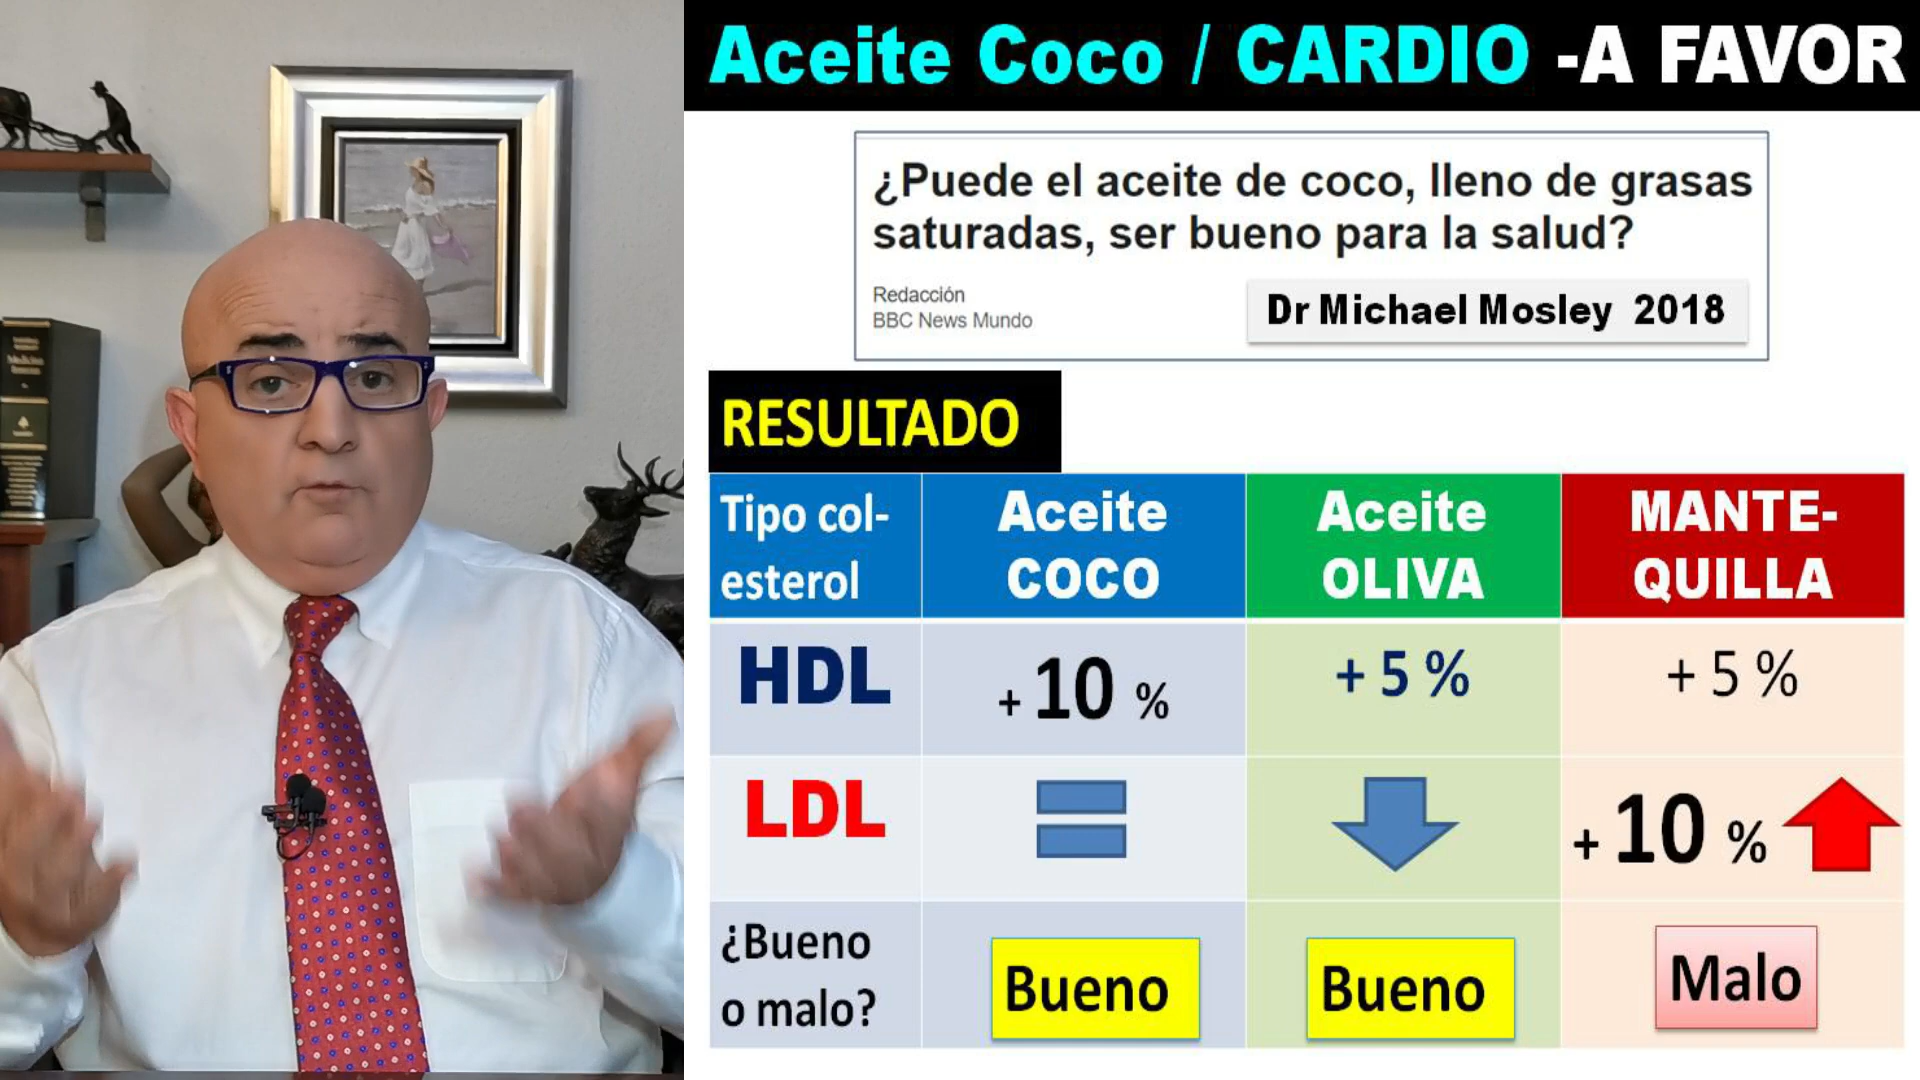 Aceite Coco / CARDIO -A FAVOR
¿Puede el aceite de coco, lleno de grasas
saturadas, ser bueno para la salud?
Redacción
BBC News Mundo
Dr Michael Mosley 2018
RESULTADO
Tipo col-
esterol
Aceite
COCO
Aceite
OLIVA
MANTE-
QUILLA
HDL
+ 10 %
+ 5 %
+ 5 %
LDL
+ 10 %
¿Bueno
o malo?
Bueno
Bueno
Malo